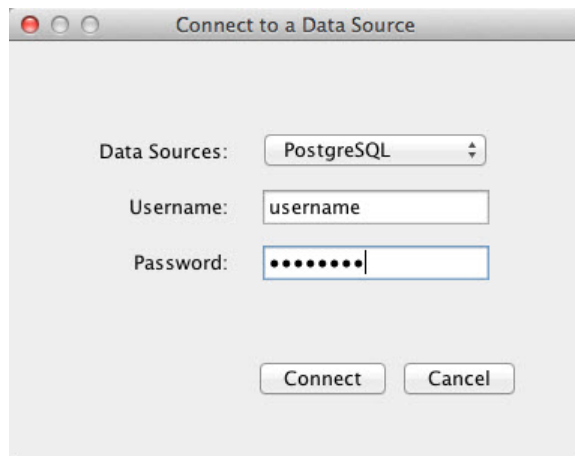 Connect to a Data Source
Data Sources: PostgreSQL
Username: username
Password: ••••••••
Connect Cancel